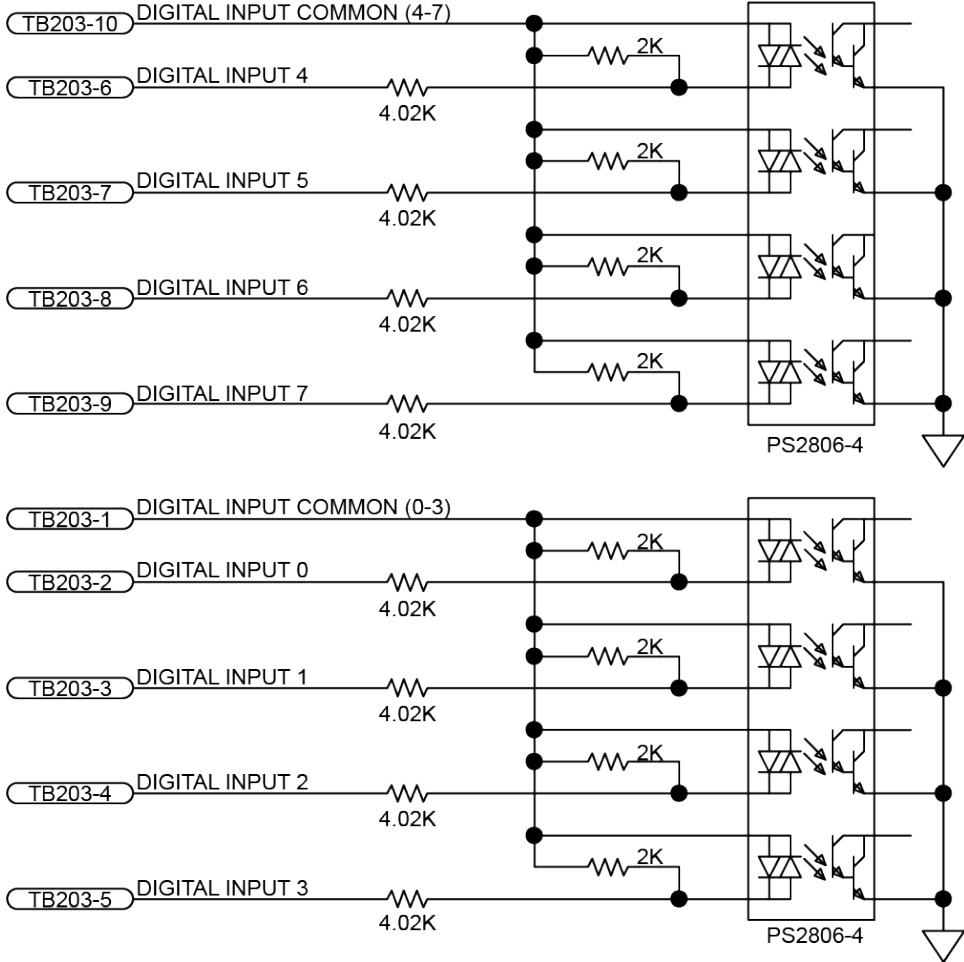 TB203-10 DIGITAL INPUT COMMON (4-7)
2K
TB203-6 DIGITAL INPUT 4
4.02K
2K
TB203-7 DIGITAL INPUT 5
4.02K
2K
TB203-8 DIGITAL INPUT 6
4.02K
2K
TB203-9 DIGITAL INPUT 7
4.02K
PS2806-4
TB203-1 DIGITAL INPUT COMMON (0-3)
2K
TB203-2 DIGITAL INPUT 0
4.02K
2K
TB203-3 DIGITAL INPUT 1
4.02K
2K
TB203-4 DIGITAL INPUT 2
4.02K
2K
TB203-5 DIGITAL INPUT 3
4.02K
PS2806-4